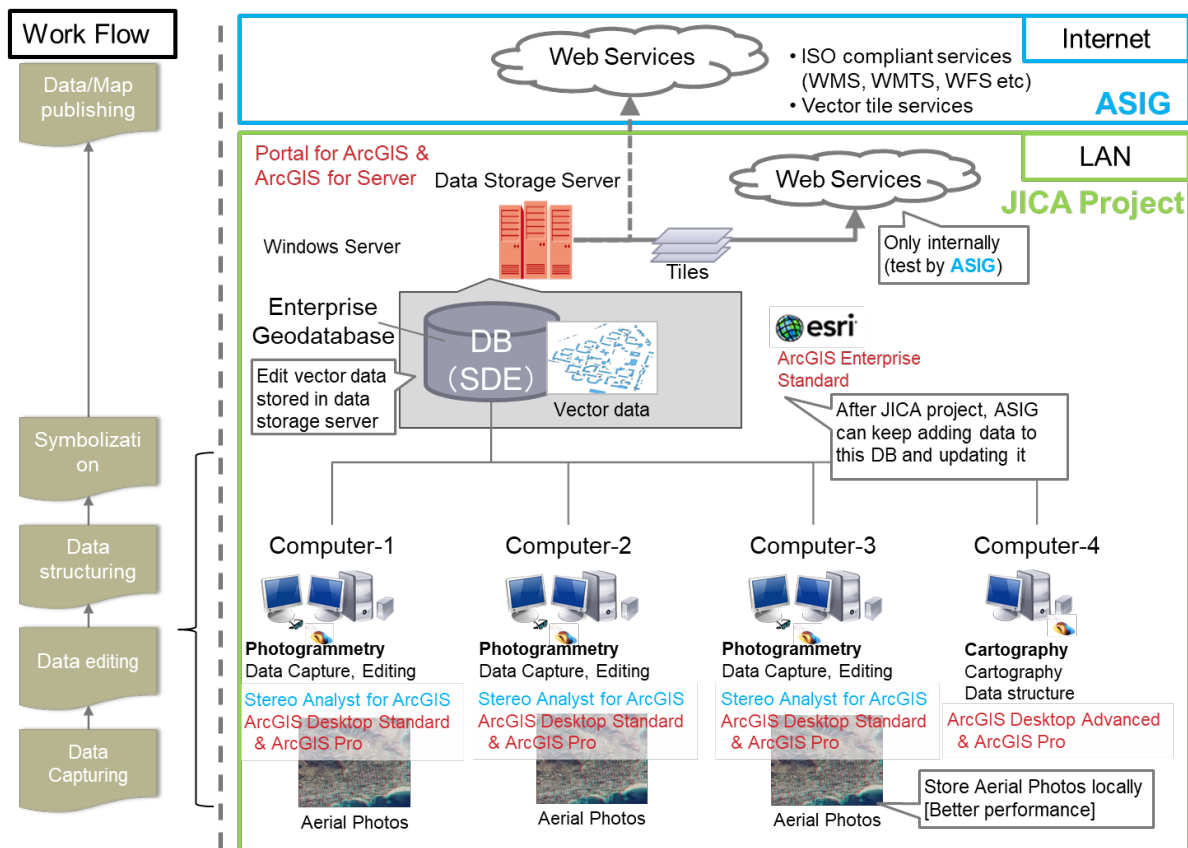 Work Flow
Data/Map
publishing
Symbolizati
on
Data
structuring
Data editing
Data
Capturing
Internet
Web Services
• ISO compliant services
(WMS, WMTS, WFS etc)
• Vector tile services
ASIG
LAN
JICA Project
Portal for ArcGIS &
ArcGIS for Server
Data Storage Server
Web Services
Windows Server
Tiles
Only internally
(test by ASIG)
Enterprise
Geodatabase
DB
（SDE）
Vector data
Edit vector data
stored in data
storage server
esri
ArcGIS Enterprise
Standard
After JICA project, ASIG
can keep adding data to
this DB and updating it
Computer-1
Photogrammetry
Data Capture, Editing
Stereo Analyst for ArcGIS
ArcGIS Desktop Standard
& ArcGIS Pro
Aerial Photos
Computer-2
Photogrammetry
Data Capture, Editing
Stereo Analyst for ArcGIS
ArcGIS Desktop Standard
& ArcGIS Pro
Aerial Photos
Computer-3
Photogrammetry
Data Capture, Editing
Stereo Analyst for ArcGIS
ArcGIS Desktop Standard
& ArcGIS Pro
Aerial Photos
Computer-4
Cartography
Cartography
Data structure
ArcGIS Desktop Advanced
& ArcGIS Pro
Store Aerial Photos locally
[Better performance]